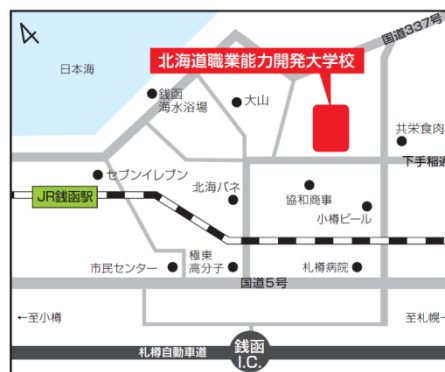 国道337号
日本海
北海道職業能力開発大学校
銭函
海水浴場
大山
共栄食肉
下手稲通
セブンイレブン
北海バネ
協和商事
JR銭函駅
小樽ビール
市民センター
極東
高分子
札樽病院
国道5号
←至小樽
至札幌→
銭函
I.C.
札樽自動車道